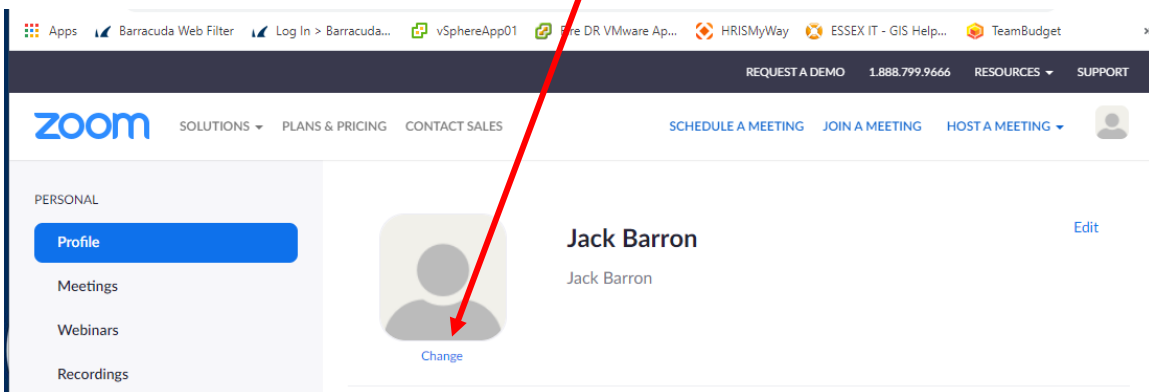 Apps Barracuda Web Filter Log In > Barracuda... vSphereApp01 Fire DR VMware Ap... HRISMyWay ESSEX IT - GIS Help... TeamBudget
REQUEST A DEMO 1.888.799.9666 RESOURCES SUPPORT
zoom SOLUTIONS PLANS & PRICING CONTACT SALES SCHEDULE A MEETING JOIN A MEETING HOST A MEETING
PERSONAL
Profile
Meetings
Webinars
Recordings
Change
Jack Barron
Jack Barron
Edit